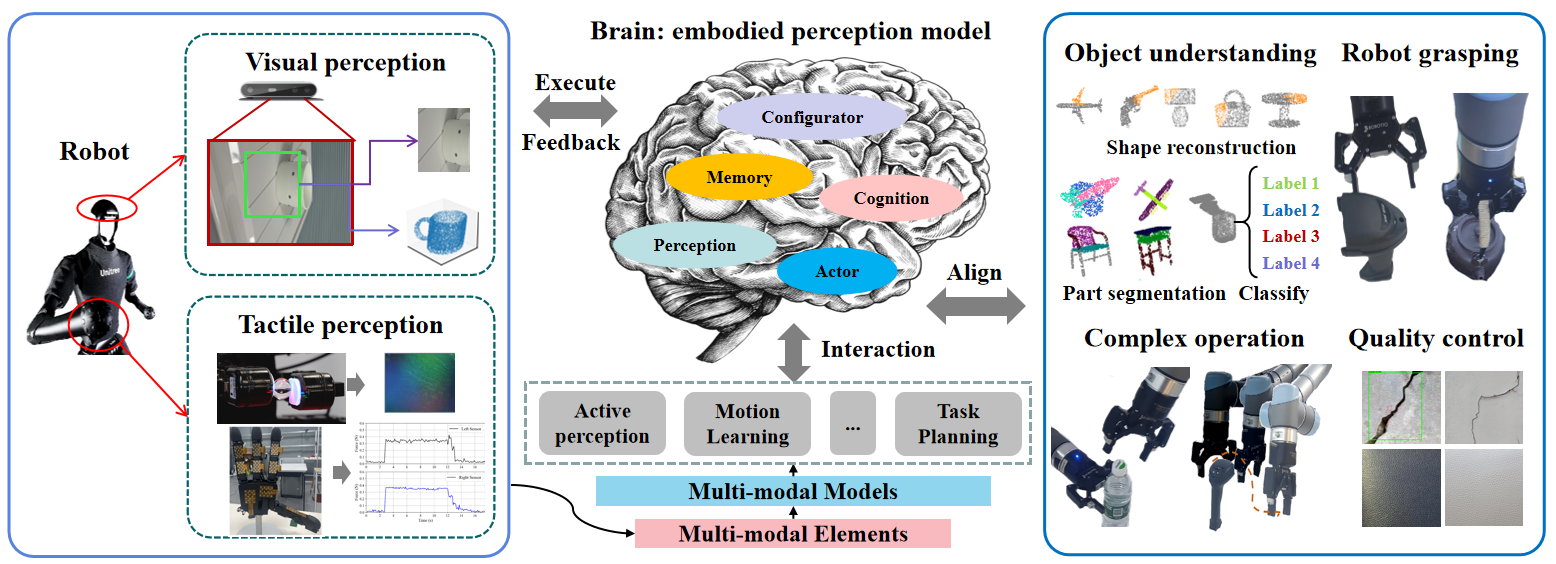 Robot
Unitree
Visual perception
Tactile perception
Left Sensor
Right Sensor
Time (s)
Brain: embodied perception model
Execute
Feedback
Configurator
Memory
Cognition
Perception
Actor
Align
Interaction
Active
perception
Motion
Learning
...
Task
Planning
Multi-modal Models
Multi-modal Elements
Object understanding
Shape reconstruction
Label 1
Label 2
Label 3
Label 4
Part segmentation
Classify
Robot grasping
ROBOTIQ
Complex operation
Quality control